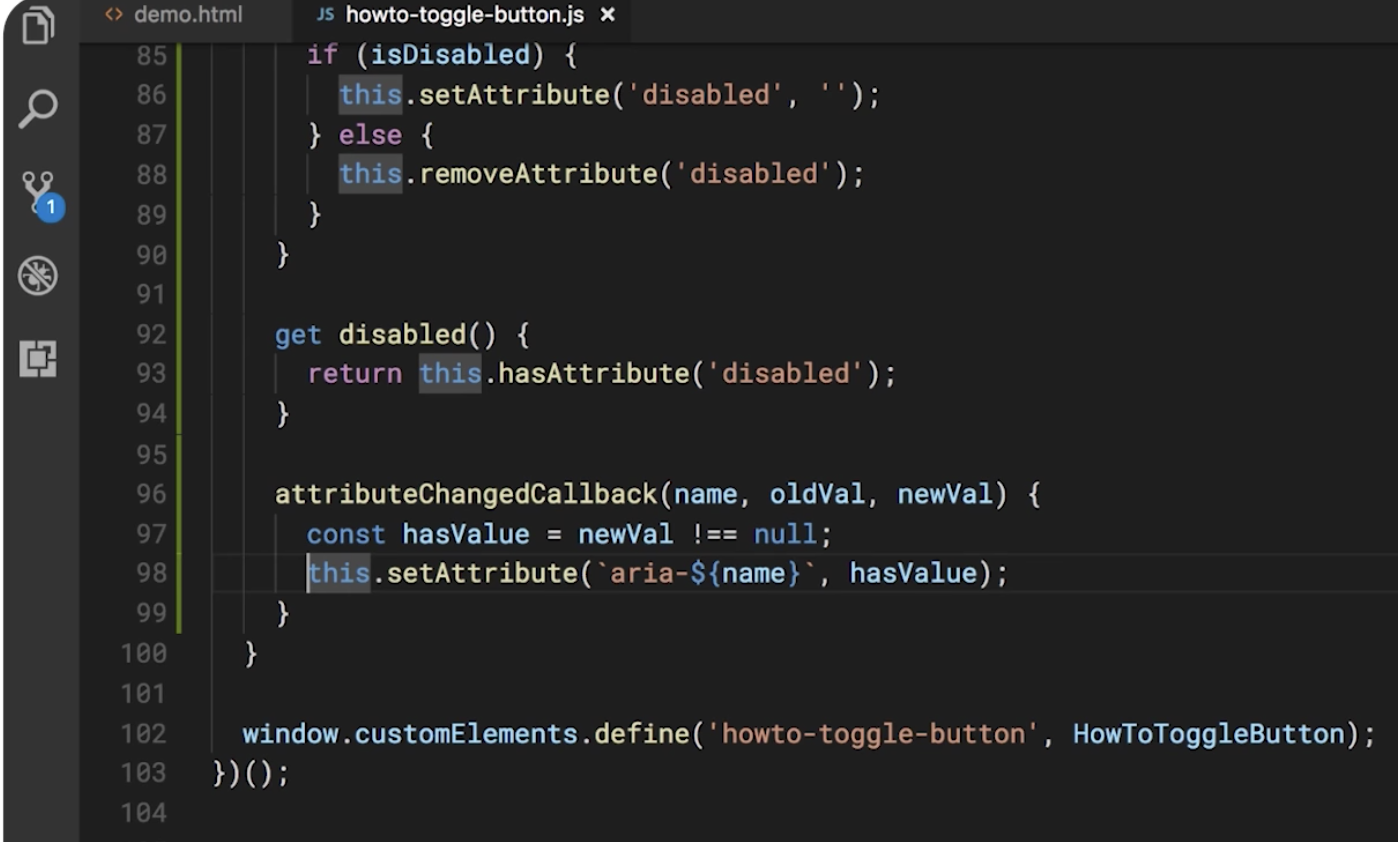 <> demo.html JS howto-toggle-button.js ×
85 if (isDisabled) {
86 this.setAttribute('disabled', '');
87 } else {
88 this.removeAttribute('disabled');
89 }
90 }
91
92 get disabled() {
93 return this.hasAttribute('disabled');
94 }
95
96 attributeChangedCallback(name, oldVal, newVal) {
97 const hasValue = newVal !== null;
98 this.setAttribute(`aria-${name}`, hasValue);
99 }
100 }
101
102 window.customElements.define('howto-toggle-button', HowToToggleButton);
103 })();
104
1